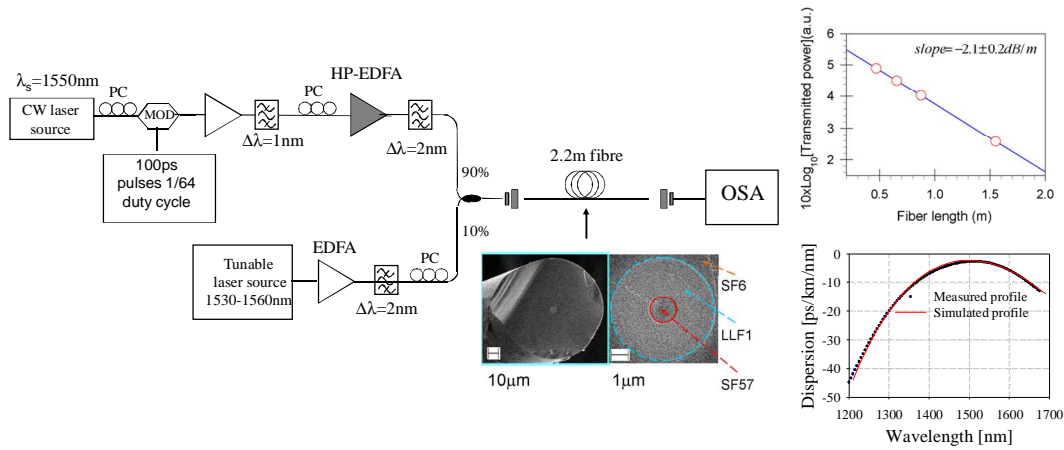 λs=1550nm
PC
CW laser
source
MOD
Δλ=1nm
PC
HP-EDFA
Δλ=2nm
100ps
pulses 1/64
duty cycle
90%
10%
2.2m fibre
OSA
EDFA
PC
Tunable
laser source
1530-1560nm
Δλ=2nm
10μm
1μm
SF6
LLF1
SF57
10xLog10[Transmitted power](a.u.)
slope=−2.1±0.2dB/m
6
5
4
3
2
0.5
1.0
1.5
2.0
Fiber length (m)
Dispersion [ps/km/nm]
0
-10
-20
-30
-40
-50
Measured profile
Simulated profile
1200
1300
1400
1500
1600
1700
Wavelength [nm]